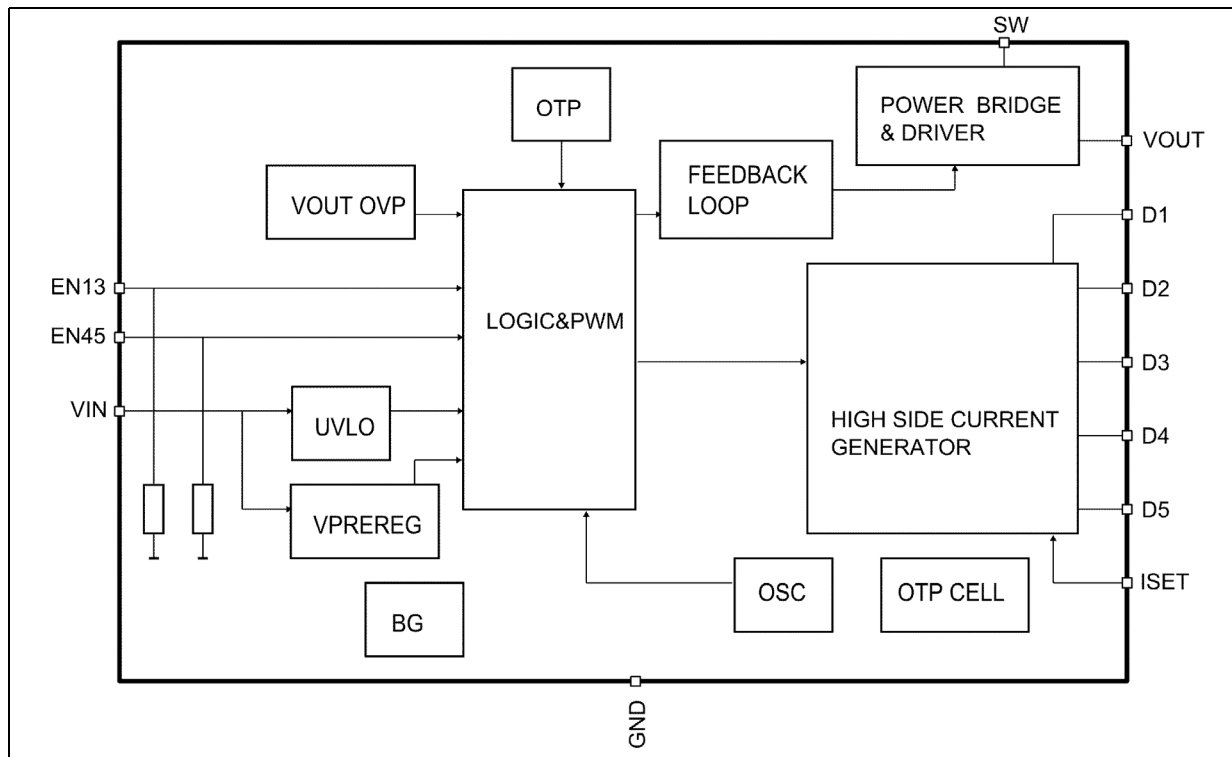 SW
OTP
POWER BRIDGE
& DRIVER
VOUT
FEEDBACK
LOOP
VOUT OVP
D1
EN13
D2
LOGIC&PWM
EN45
D3
VIN
UVLO
HIGH SIDE CURRENT
GENERATOR
D4
VPREREG
D5
OSC
OTP CELL
ISET
BG
GND